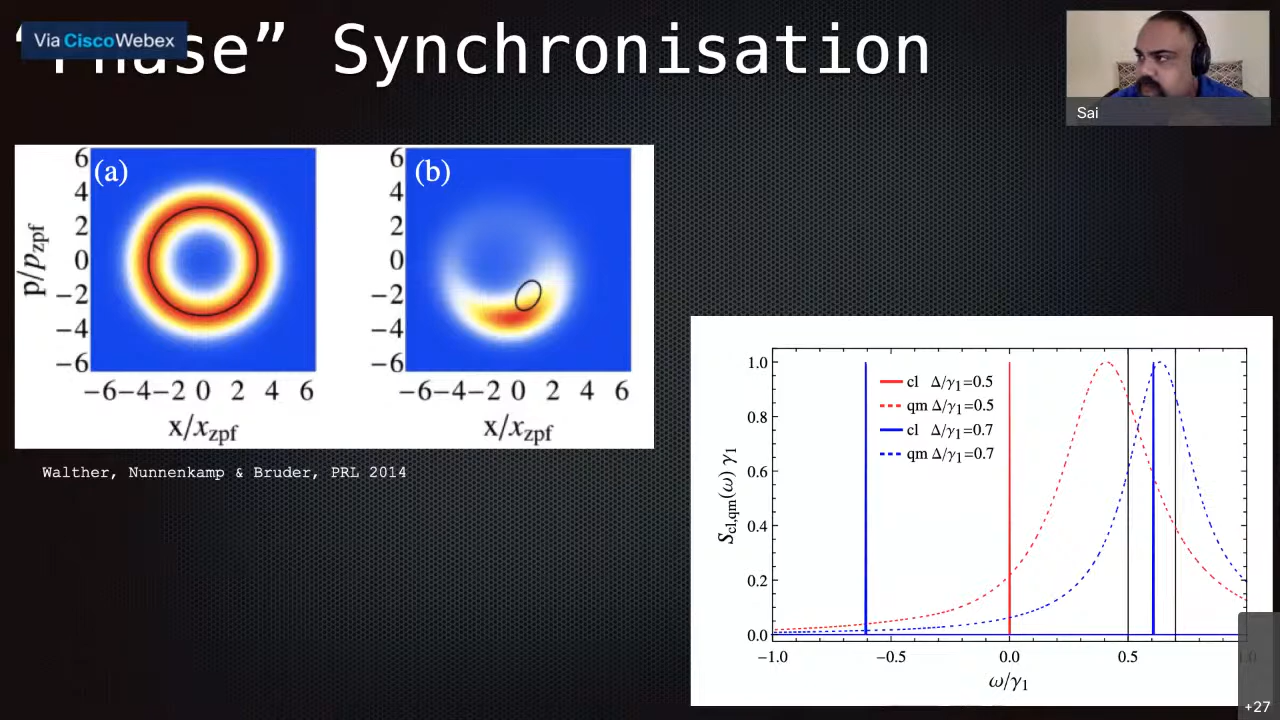 “Phase” Synchronisation
Via Cisco Webex
Sai
(a)
6
4
2
0
−2
−4
−6
p/p_zpf
−6−4−2 0 2 4 6
x/x_zpf
(b)
6
4
2
0
−2
−4
−6
−6−4−2 0 2 4 6
x/x_zpf
Walther, Nunnenkamp & Bruder, PRL 2014
1.0
0.8
0.6
0.4
0.2
0.0
S_cl,qm(ω) γ₁
cl Δ/γ₁=0.5
qm Δ/γ₁=0.5
cl Δ/γ₁=0.7
qm Δ/γ₁=0.7
−1.0 −0.5 0.0 0.5 1.0
ω/γ₁
+27